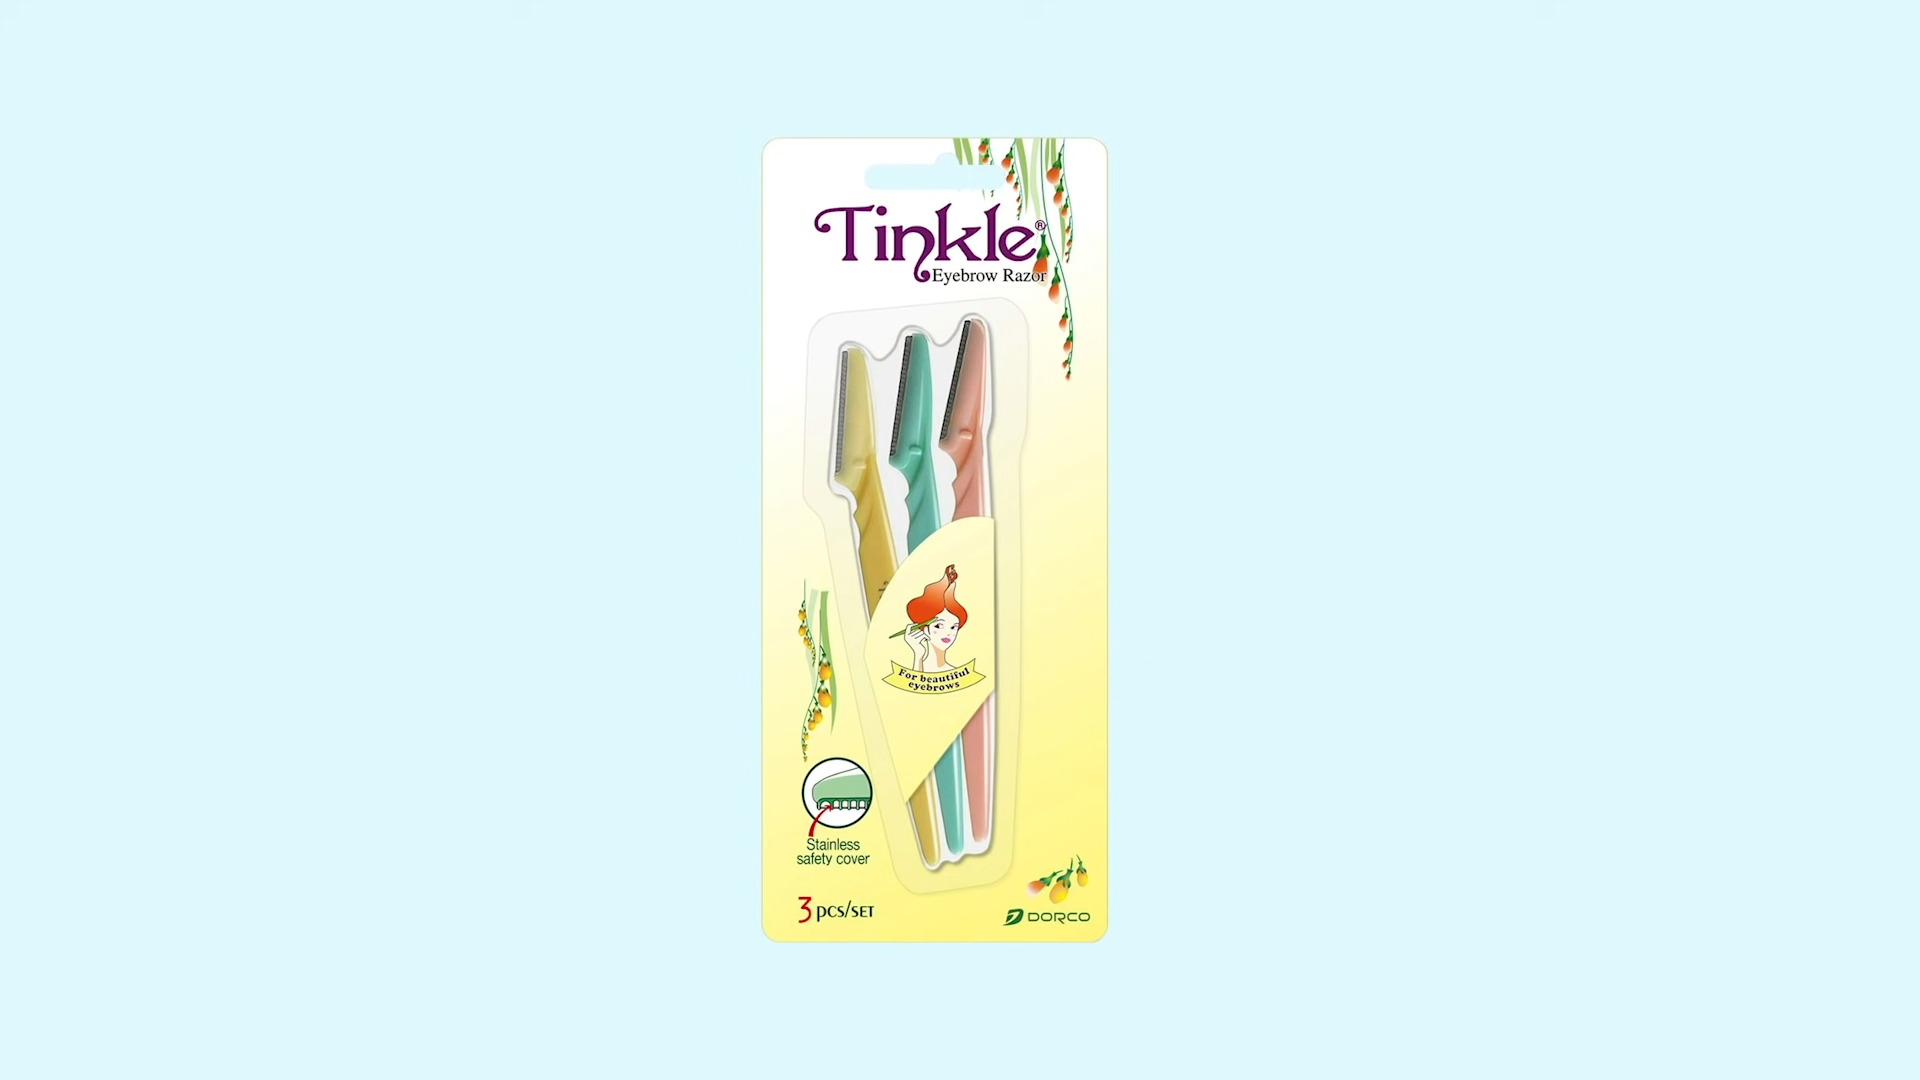 Tinkle®
Eyebrow Razor
For beautiful
eyebrows
Stainless
safety cover
3 pcs/SET
DORCO